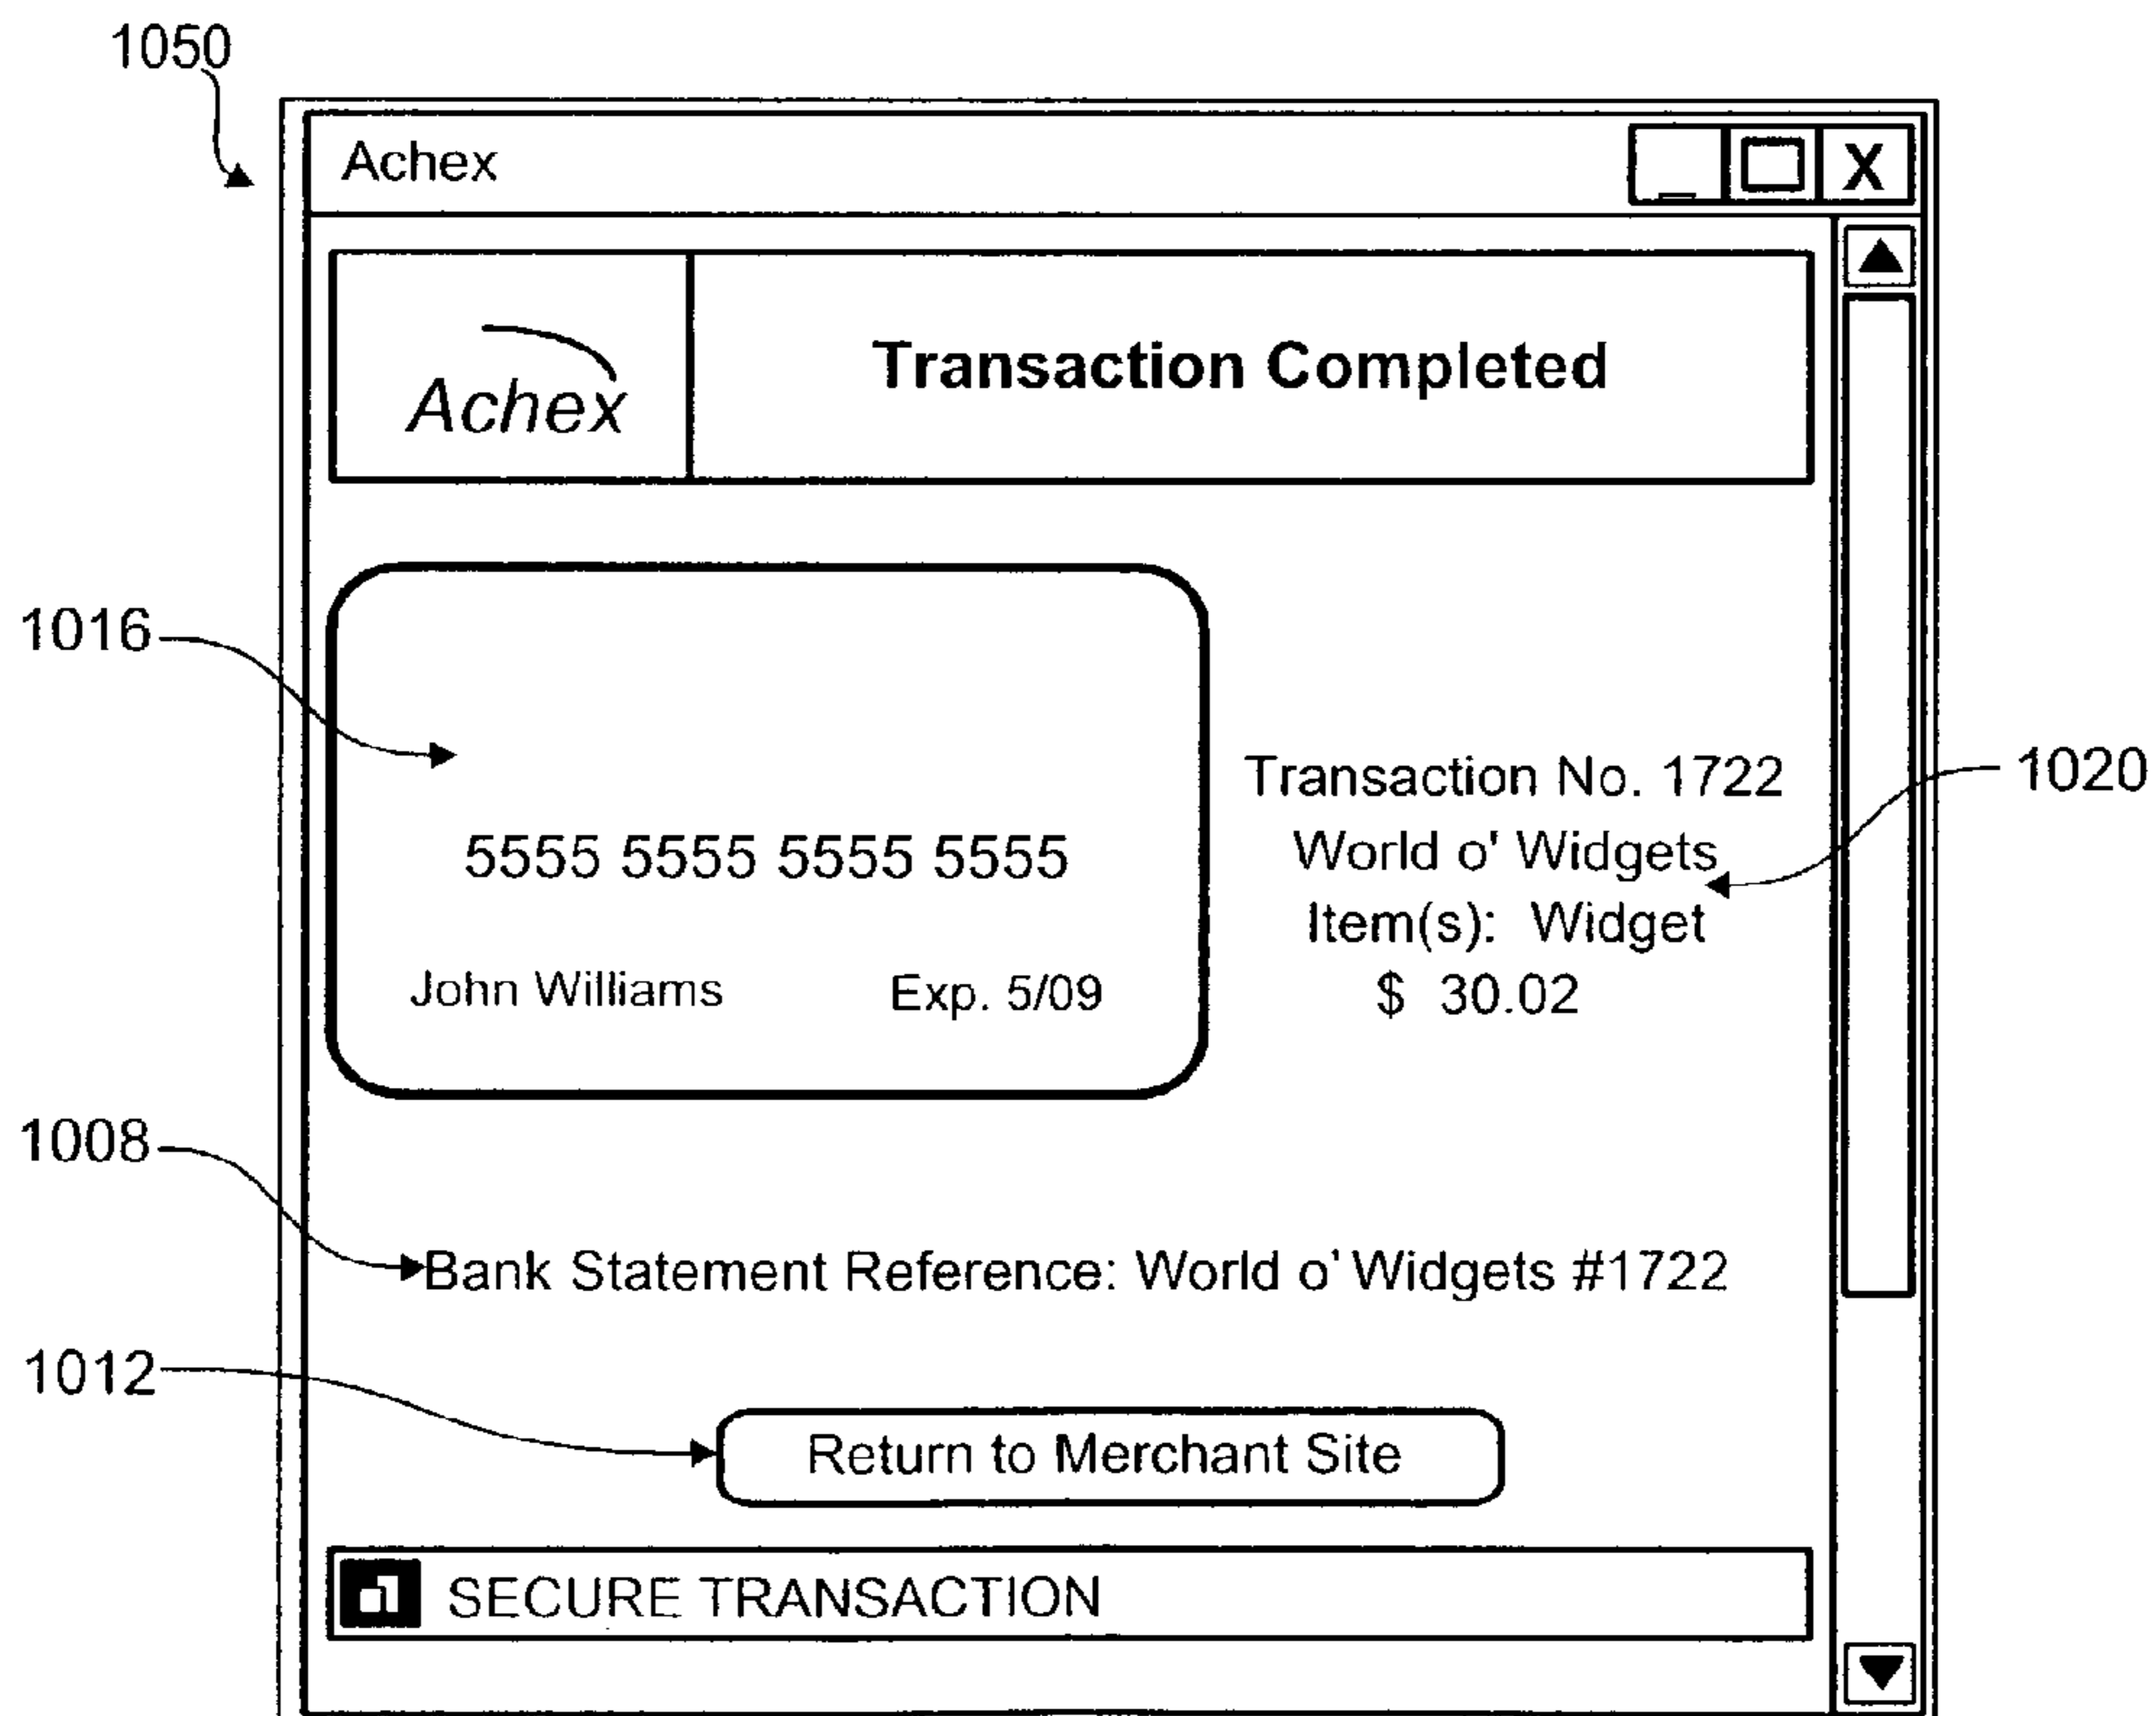 1050
Achex
X
Achex
Transaction Completed
1016
5555 5555 5555 5555
John Williams
Exp. 5/09
Transaction No. 1722
World o' Widgets
Item(s): Widget
$ 30.02
1020
1008
Bank Statement Reference: World o' Widgets #1722
1012
Return to Merchant Site
SECURE TRANSACTION